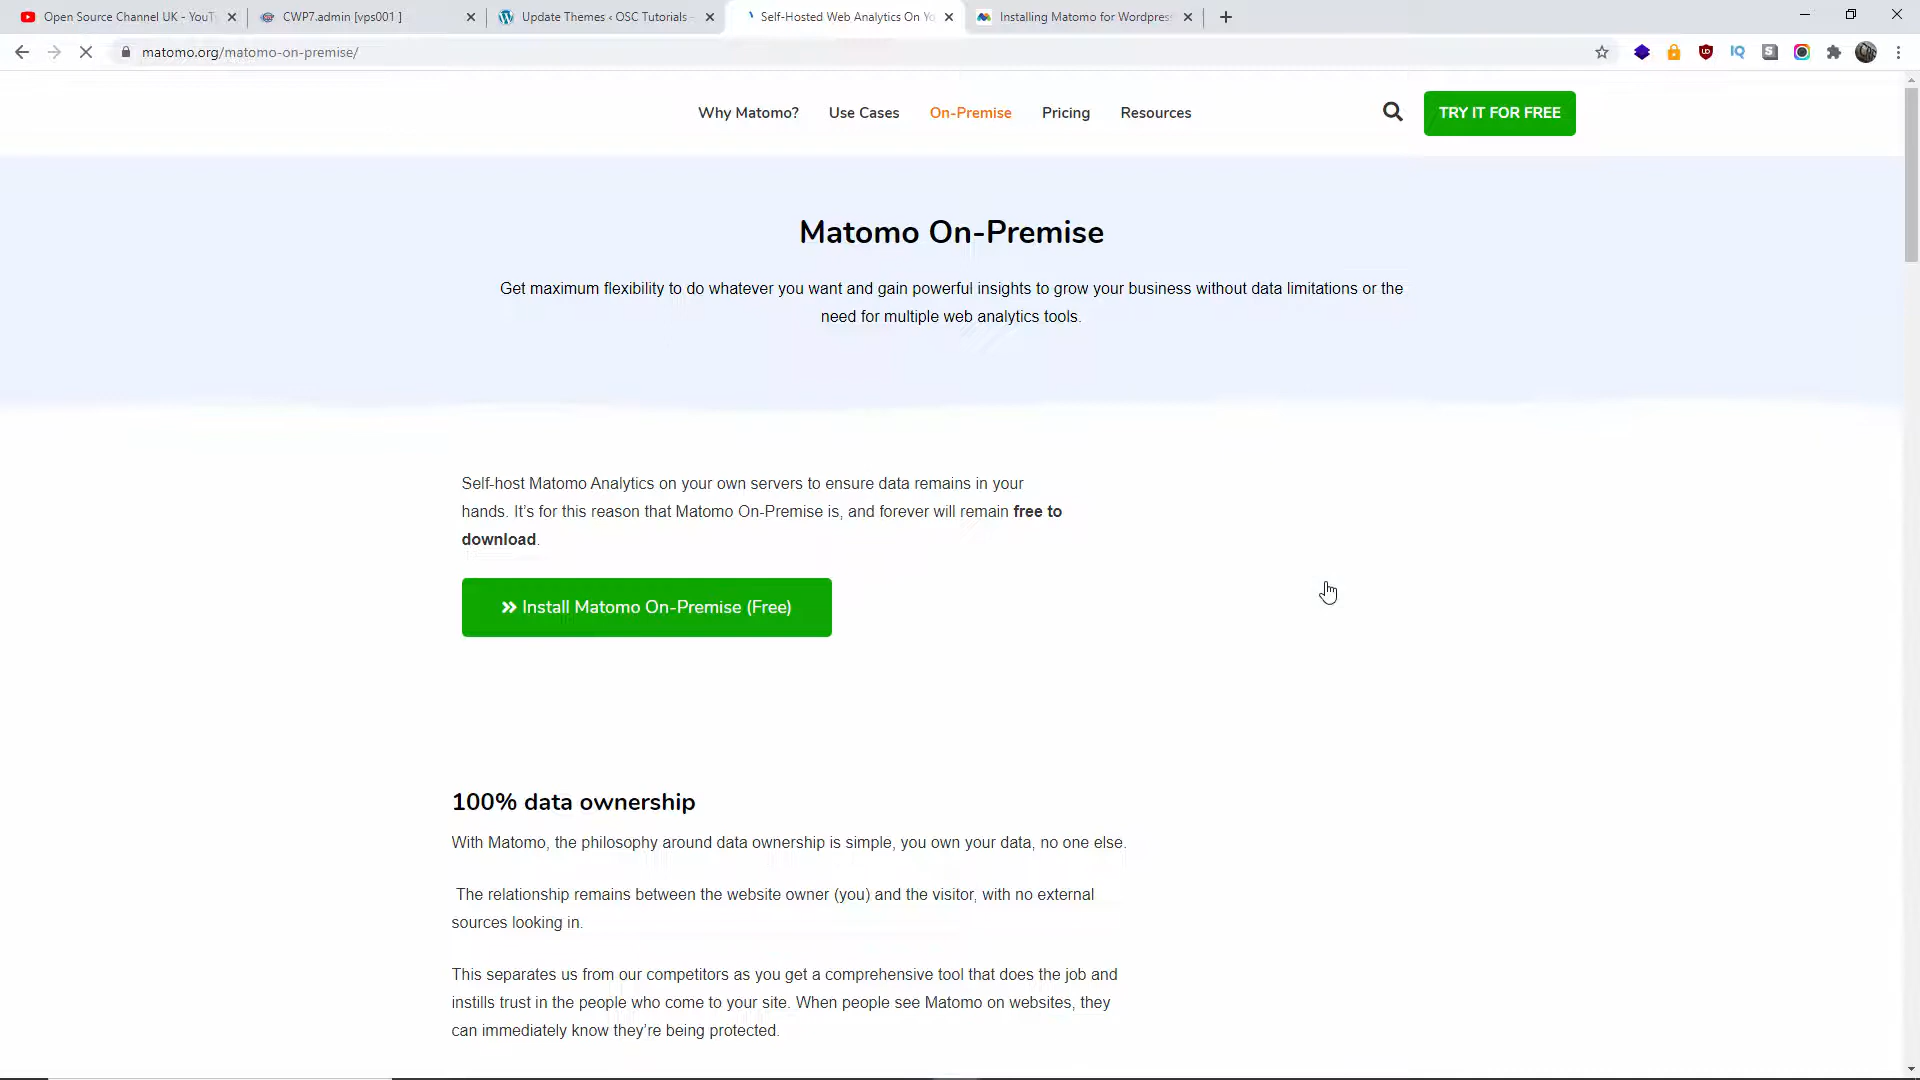 Open Source Channel UK - YouT
CWP7.admin [vps001 ]
Update Themes ‹ OSC Tutorials —
Self-Hosted Web Analytics On Yo
Installing Matomo for Wordpress
matomo.org/matomo-on-premise/
Why Matomo?
Use Cases
On-Premise
Pricing
Resources
TRY IT FOR FREE
Matomo On-Premise
Get maximum flexibility to do whatever you want and gain powerful insights to grow your business without data limitations or the
need for multiple web analytics tools.
Self-host Matomo Analytics on your own servers to ensure data remains in your
hands. It’s for this reason that Matomo On-Premise is, and forever will remain free to
download.
Install Matomo On-Premise (Free)
100% data ownership
With Matomo, the philosophy around data ownership is simple, you own your data, no one else.
The relationship remains between the website owner (you) and the visitor, with no external
sources looking in.
This separates us from our competitors as you get a comprehensive tool that does the job and
instills trust in the people who come to your site. When people see Matomo on websites, they
can immediately know they’re being protected.